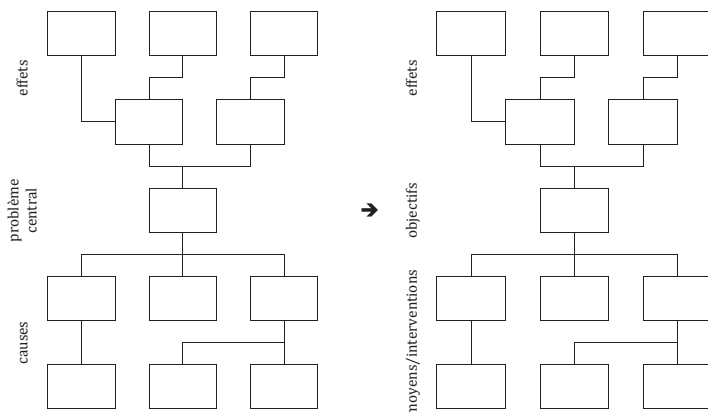 effets
problème
central
causes
➔
effets
objectifs
moyens/interventions